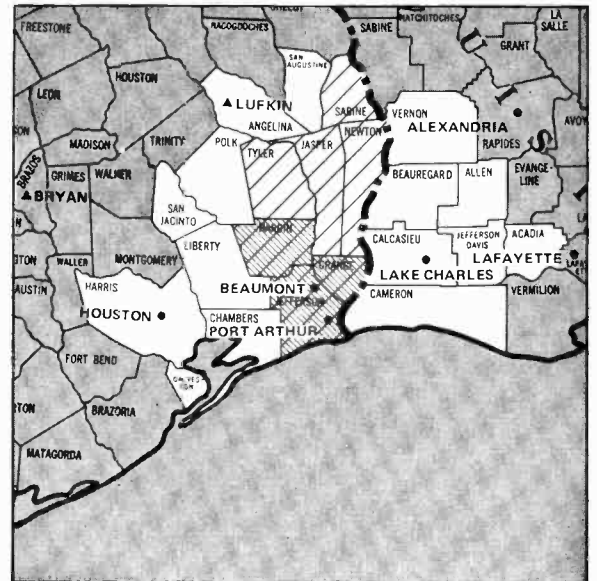 FREESTONE
NACOGDOCHES
SABINE
NATCHITOCHES
LA SALLE
GRANT
HOUSTON
SAN AUGUSTINE
LEON
LUFKIN
ANGELINA
SABINE
VERNON
ALEXANDRIA
RAPIDES
AVOY
MADISON
TRINITY
POLK
TYLER
JASPER
NEWTON
BRAZOS
GRIMES
WALKER
BRYAN
BEAUREGARD
ALLEN
EVANGE-
LINE
SAN JACINTO
HARDIN
LIBERTY
CALCASIEU
JEFFERSON DAVIS
ACADIA
LAFAYETTE
LAKE CHARLES
WALLER
MONTGOMERY
ORANGE
BEAUMONT
JEFFERSON
CAMERON
VERMILION
AUSTIN
HARRIS
HOUSTON
CHAMBERS
PORT ARTHUR
FORT BEND
GALVES-
TON
BRAZORIA
RTON
MATAGORDA
U
I
S
I